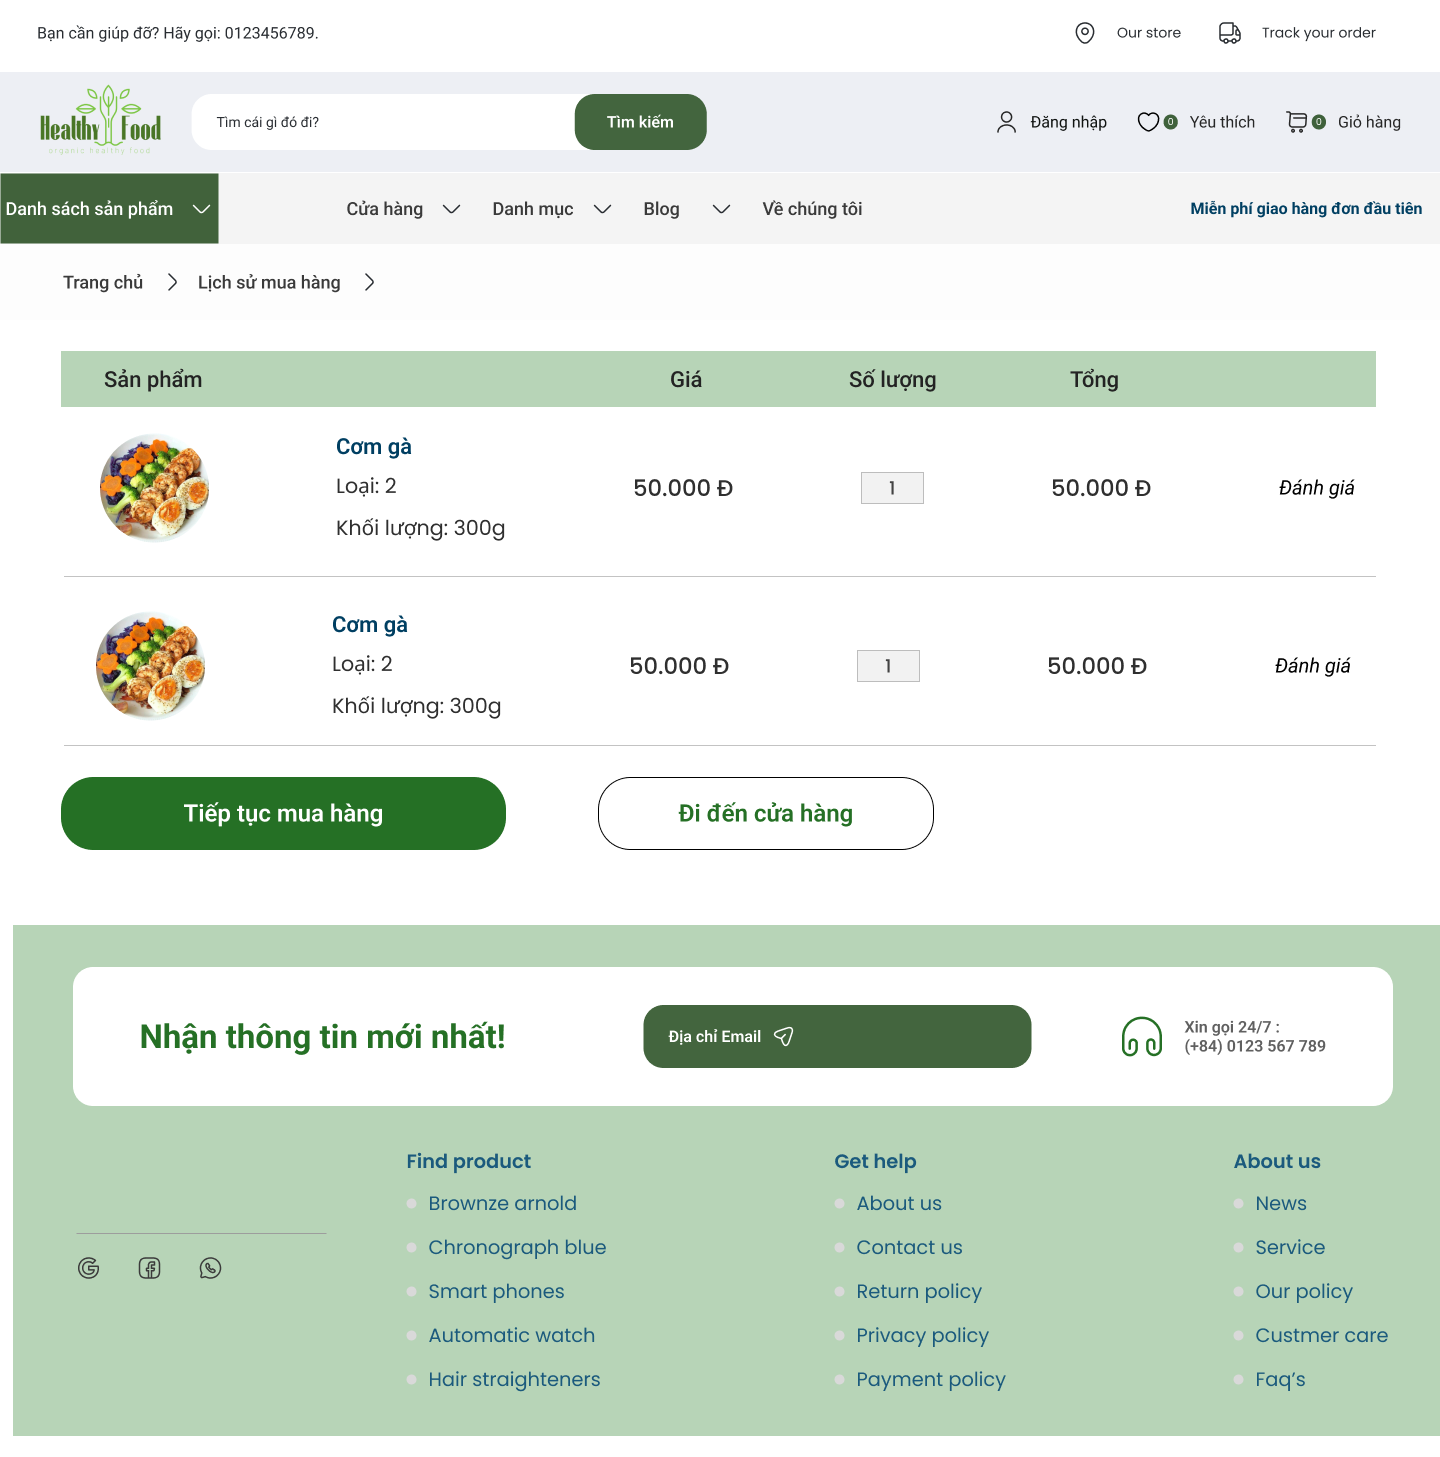 Bạn cần giúp đỡ? Hãy gọi: 0123456789.
Our store
Track your order
Healthy Food
organic healthy food
Tìm cái gì đó đi?
Tìm kiếm
Đăng nhập
0
Yêu thích
0
Giỏ hàng
Danh sách sản phẩm
Cửa hàng
Danh mục
Blog
Về chúng tôi
Miễn phí giao hàng đơn đầu tiên
Trang chủ
Lịch sử mua hàng
Sản phẩm
Giá
Số lượng
Tổng
Cơm gà
Loại: 2
Khối lượng: 300g
50.000 Đ
1
50.000 Đ
Đánh giá
Cơm gà
Loại: 2
Khối lượng: 300g
50.000 Đ
1
50.000 Đ
Đánh giá
Tiếp tục mua hàng
Đi đến cửa hàng
Nhận thông tin mới nhất!
Địa chỉ Email
Xin gọi 24/7 :
(+84) 0123 567 789
Find product
Brownze arnold
Chronograph blue
Smart phones
Automatic watch
Hair straighteners
Get help
About us
Contact us
Return policy
Privacy policy
Payment policy
About us
News
Service
Our policy
Custmer care
Faq's